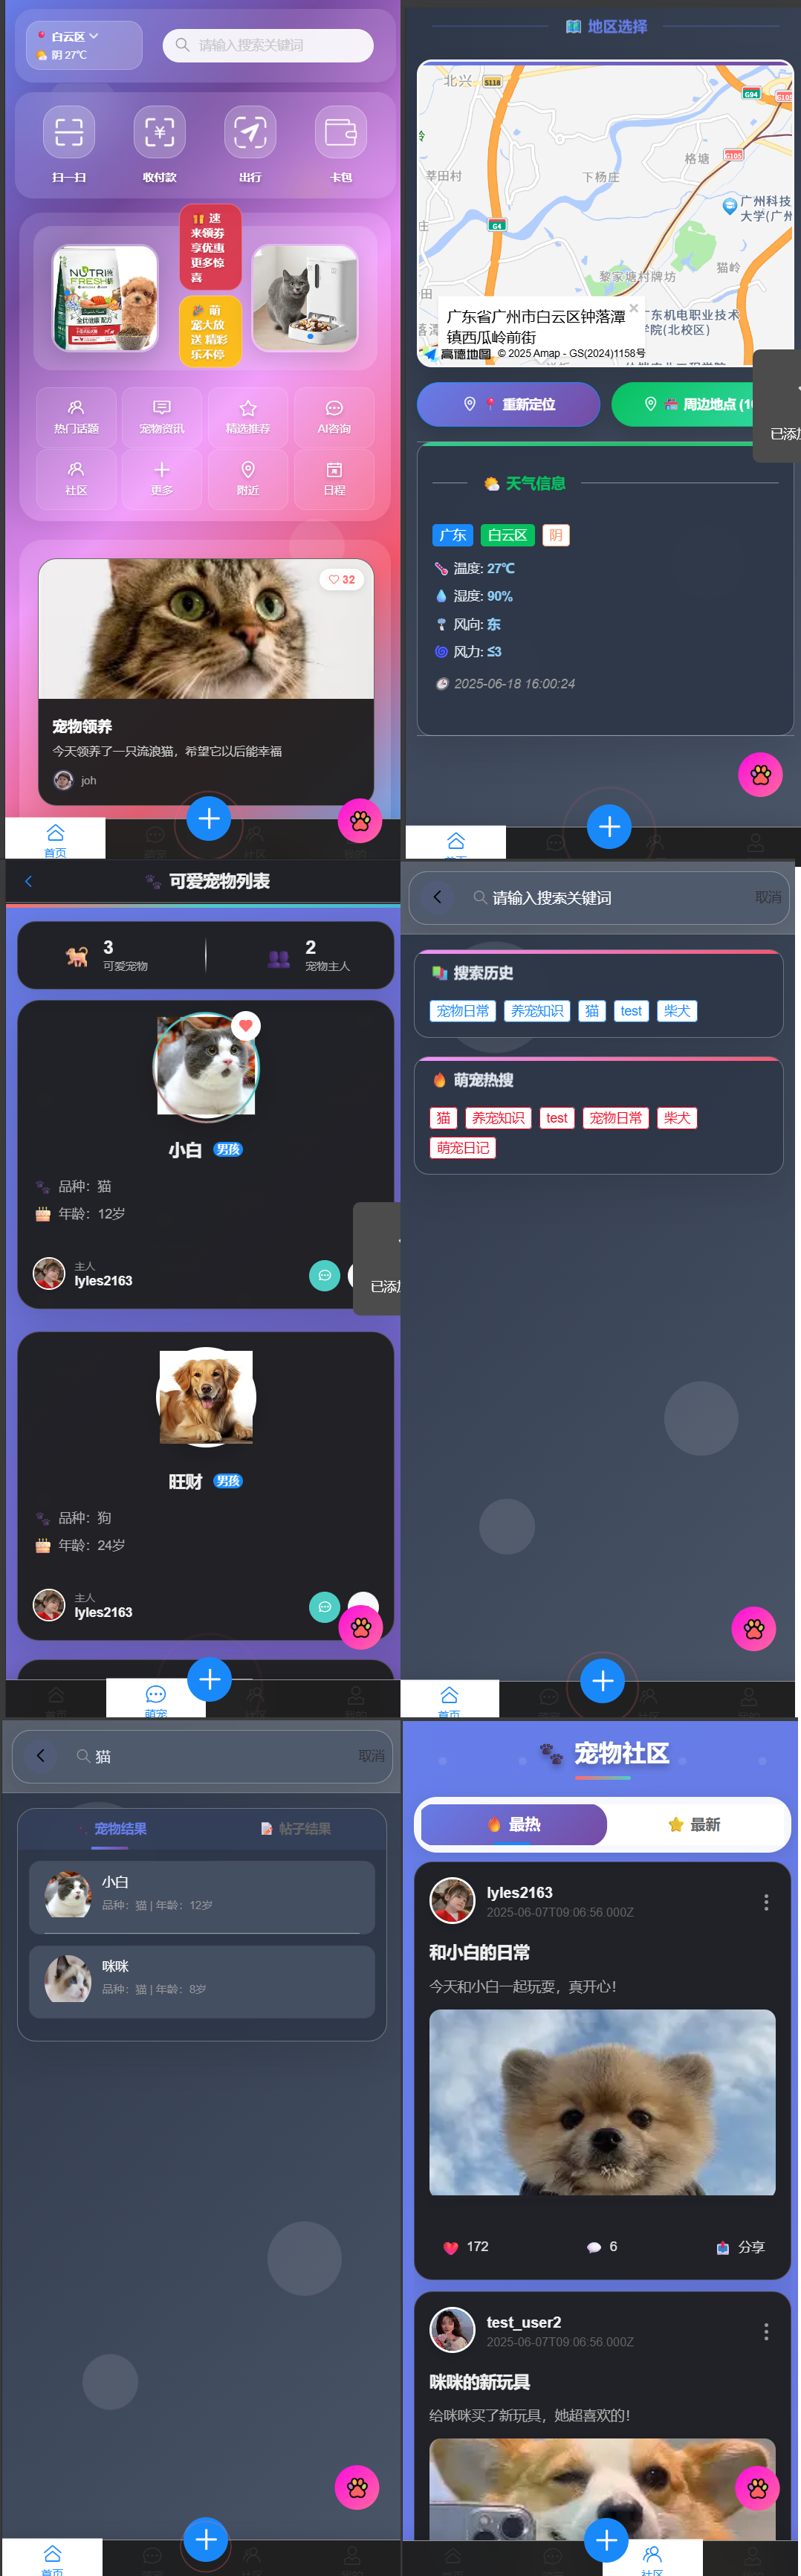 白云区
阴 27℃
请输入搜索关键词
扫一扫
收付款
出行
卡包
速
来领券
享优惠
更多惊
喜
萌
宠大放
送 精彩
乐不停
NUTRI
FRESH
热门话题
宠物资讯
精选推荐
AI咨询
社区
更多
附近
日程
32
宠物领养
今天领养了一只流浪猫，希望它以后能幸福
joh
首页
地区选择
北兴
S118
G94
G105
格塘
莘田村
下杨庄
广州科技
大学(广州
G4
猫岭
黎家塘村牌坊
广东省广州市白云区钟落潭
镇西瓜岭前街
高德地图 © 2025 Amap - GS(2024)1158号
重新定位
周边地点 (10
已添加
天气信息
广东
白云区
阴
温度: 27℃
湿度: 90%
风向: 东
风力: ≤3
2025-06-18 16:00:24
可爱宠物列表
3
可爱宠物
2
宠物主人
小白 男孩
品种：猫
年龄：12岁
主人
lyles2163
已添加
旺财 男孩
品种：狗
年龄：24岁
主人
lyles2163
首页
萌宠
社区
我的
请输入搜索关键词
取消
搜索历史
宠物日常
养宠知识
猫
test
柴犬
萌宠热搜
猫
养宠知识
test
宠物日常
柴犬
萌宠日记
首页
猫
取消
宠物结果
帖子结果
小白
品种：猫 | 年龄：12岁
咪咪
品种：猫 | 年龄：8岁
首页
宠物社区
最热
最新
lyles2163
2025-06-07T09:06:56.000Z
和小白的日常
今天和小白一起玩耍，真开心！
172
6
分享
test_user2
2025-06-07T09:06:56.000Z
咪咪的新玩具
给咪咪买了新玩具，她超喜欢的！
社区